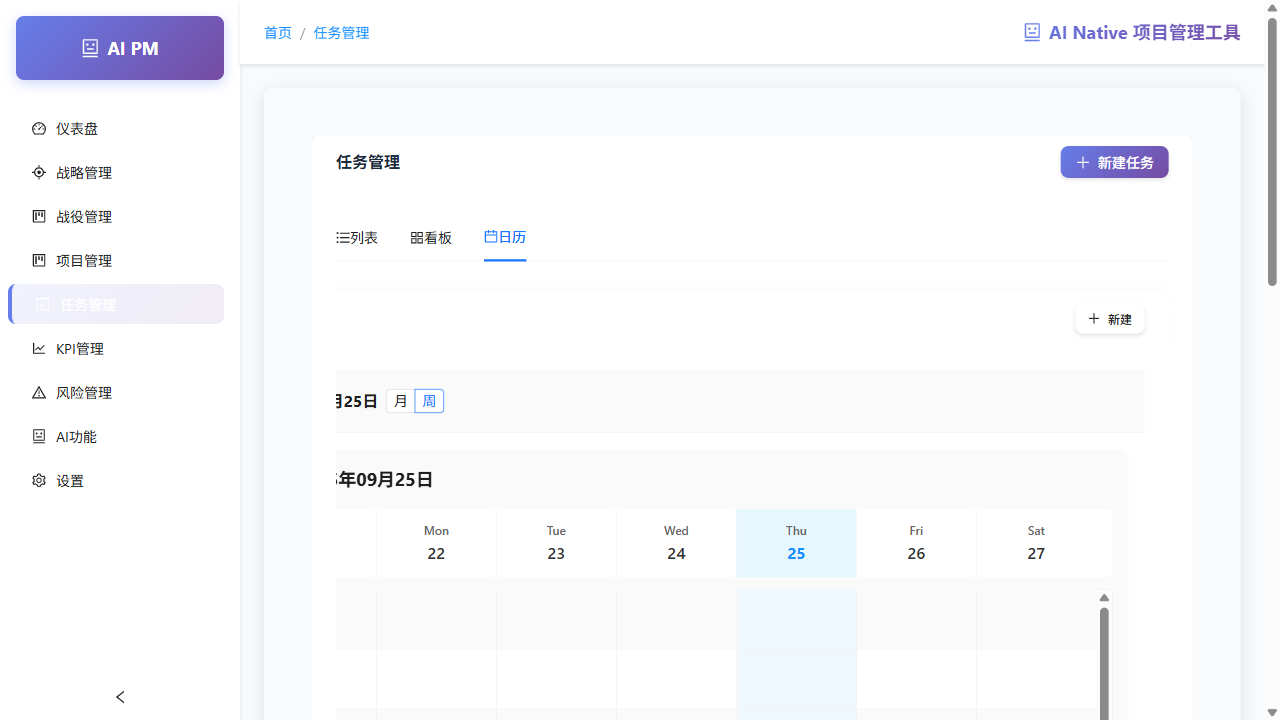 AI PM
首页 / 任务管理
AI Native 项目管理工具
仪表盘
战略管理
战役管理
项目管理
任务管理
KPI管理
风险管理
AI功能
设置
任务管理
新建任务
列表 看板 日历
新建
月25日 月 周
年09月25日
Mon Tue Wed Thu Fri Sat
22 23 24 25 26 27